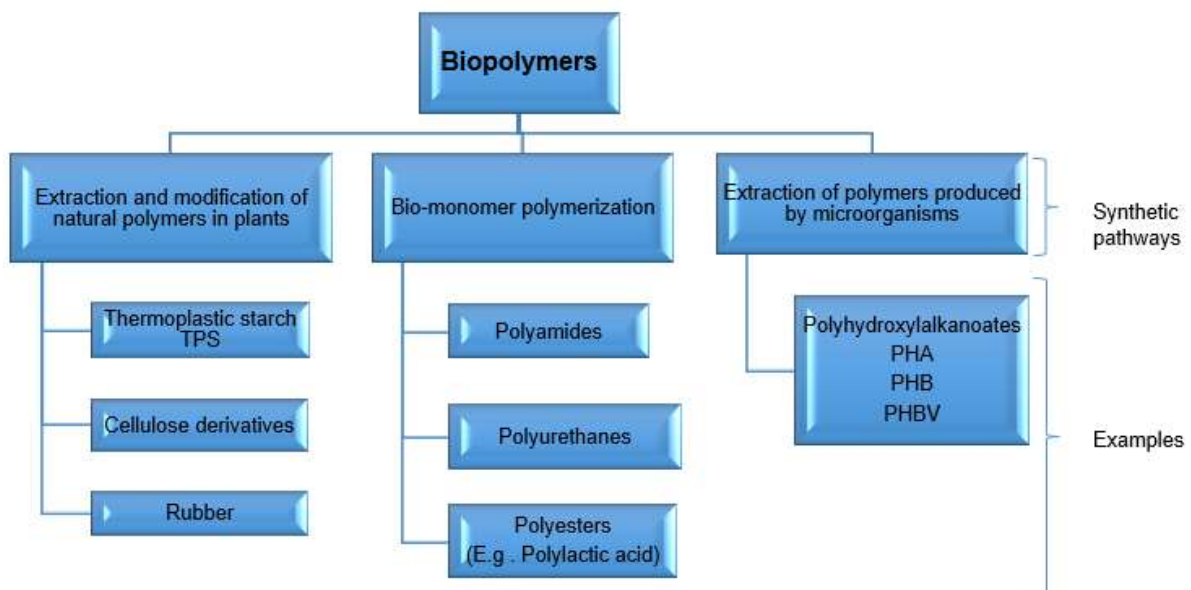 Biopolymers
Extraction and modification of
natural polymers in plants
Bio-monomer polymerization
Extraction of polymers produced
by microorganisms
Synthetic
pathways
Thermoplastic starch
TPS
Cellulose derivatives
Rubber
Polyamides
Polyurethanes
Polyesters
(E.g . Polylactic acid)
Polyhydroxylalkanoates
PHA
PHB
PHBV
Examples